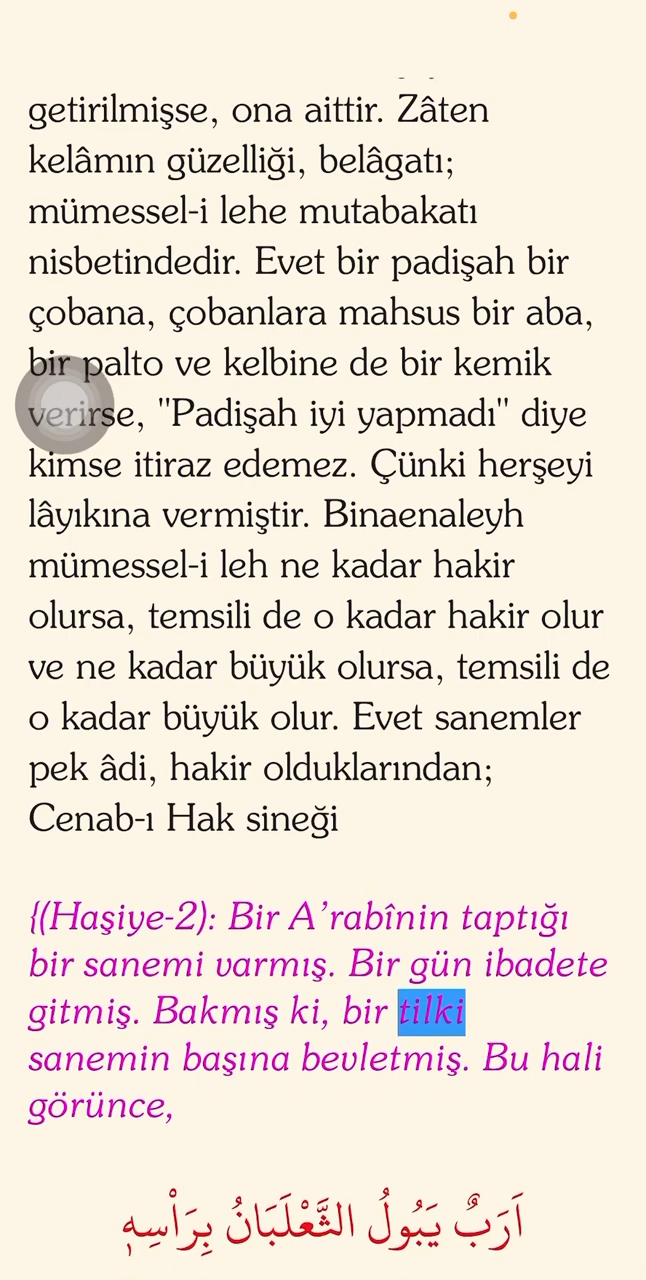 getirilmişse, ona aittir. Zâten
kelâmın güzelliği, belâgatı;
mümessel-i lehe mutabakatı
nisbetindedir. Evet bir padişah bir
çobana, çobanlara mahsus bir aba,
bir palto ve kelbine de bir kemik
verirse, "Padişah iyi yapmadı" diye
kimse itiraz edemez. Çünki herşeyi
lâyıkına vermiştir. Binaenaleyh
mümessel-i leh ne kadar hakir
olursa, temsili de o kadar hakir olur
ve ne kadar büyük olursa, temsili de
o kadar büyük olur. Evet sanemler
pek âdi, hakir olduklarından;
Cenab-ı Hak sineği
{(Haşiye-2): Bir A’rabînin taptığı
bir sanemi varmış. Bir gün ibadete
gitmiş. Bakmış ki, bir tilki
sanemin başına bevletmiş. Bu hali
görünce,
اَرَبٌّ يَبُولُ الثَّعْلَبَانُ بِرَاْسِهِ